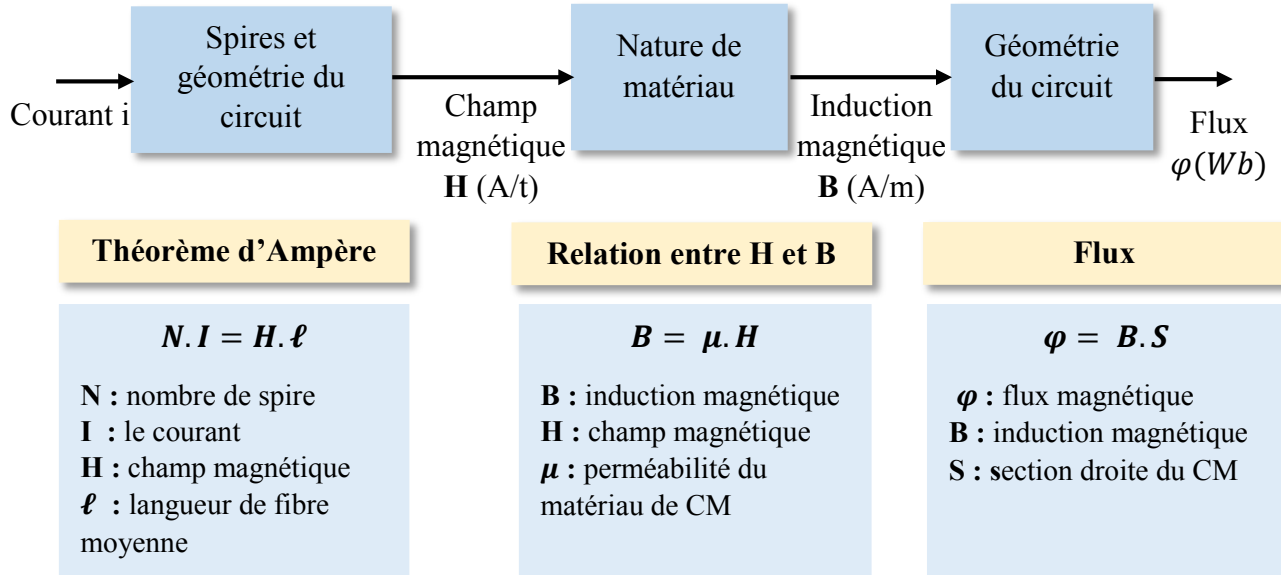 Courant i
Spires et
géométrie du
circuit
Champ
magnétique
H (A/t)
Nature de
matériau
Induction
magnétique
B (A/m)
Géométrie
du circuit
Flux
φ(Wb)
Théorème d’Ampère
N. I = H. ℓ
N : nombre de spire
I : le courant
H : champ magnétique
ℓ : langueur de fibre
moyenne
Relation entre H et B
B = μ. H
B : induction magnétique
H : champ magnétique
μ : perméabilité du
matériau de CM
Flux
φ = B. S
φ : flux magnétique
B : induction magnétique
S : section droite du CM